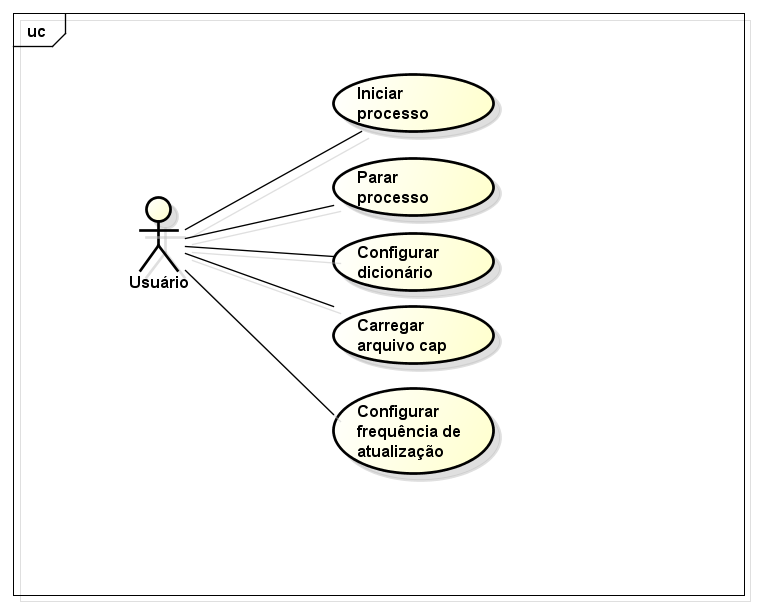 uc
Iniciar
processo
Parar
processo
Usuário
Configurar
dicionário
Carregar
arquivo cap
Configurar
frequência de
atualização